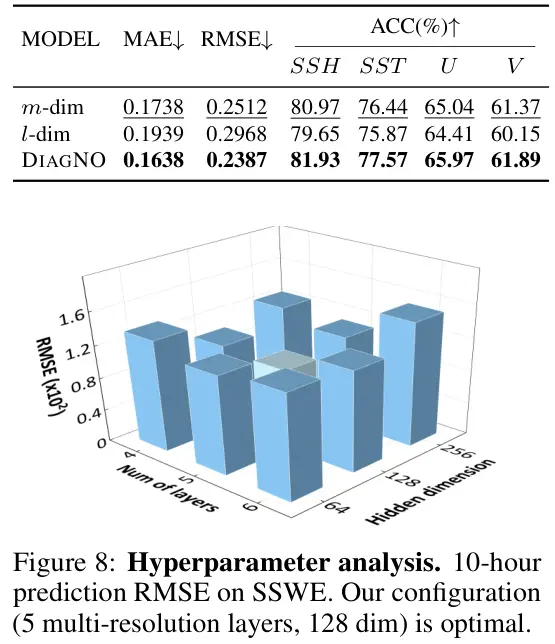 MODEL MAE↓ RMSE↓ ACC(%)↑
SSH SST U V
m-dim 0.1738 0.2512 80.97 76.44 65.04 61.37
l-dim 0.1939 0.2968 79.65 75.87 64.41 60.15
DIAGNO 0.1638 0.2387 81.93 77.57 65.97 61.89
1.6
1.2
0.8
0.4
0
RMSE (x10²)
4
5
6
Num of layers
64
128
256
Hidden dimension
Figure 8: Hyperparameter analysis. 10-hour
prediction RMSE on SSWE. Our configuration
(5 multi-resolution layers, 128 dim) is optimal.